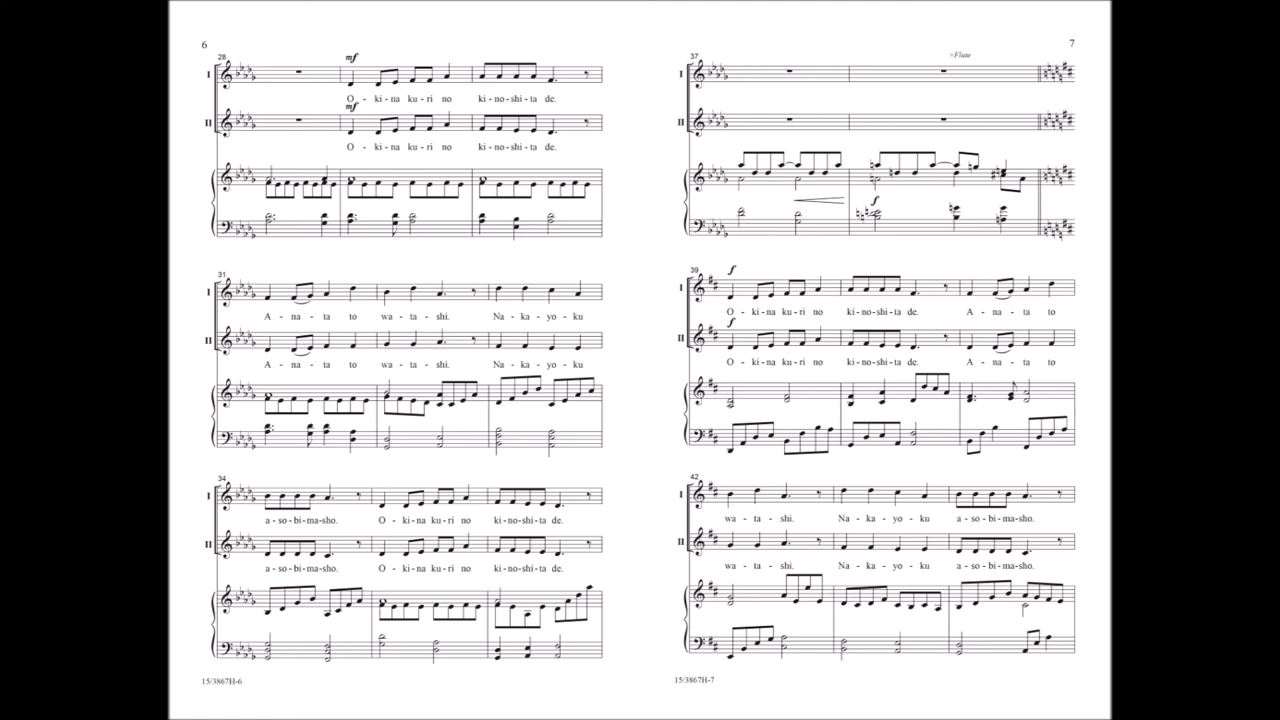 6
28
mf
I
O - ki - na ku - ri no ki - no - shi - ta de.
mf
II
O - ki - na ku - ri no ki - no - shi - ta de.
31
I
A - na - ta to wa - ta - shi. Na - ka - yo - ku
II
A - na - ta to wa - ta - shi. Na - ka - yo - ku
34
I
a - so - bi - ma - sho. O - ki - na ku - ri no ki - no - shi - ta de.
II
a - so - bi - ma - sho. O - ki - na ku - ri no ki - no - shi - ta de.
15/3867H-6
7
37
+Flute
I
II
f
39
f
I
O - ki - na ku - ri no ki - no - shi - ta de. A - na - ta to
f
II
O - ki - na ku - ri no ki - no - shi - ta de. A - na - ta to
42
I
wa - ta - shi. Na - ka - yo - ku a - so - bi - ma - sho.
II
wa - ta - shi. Na - ka - yo - ku a - so - bi - ma - sho.
15/3867H-7